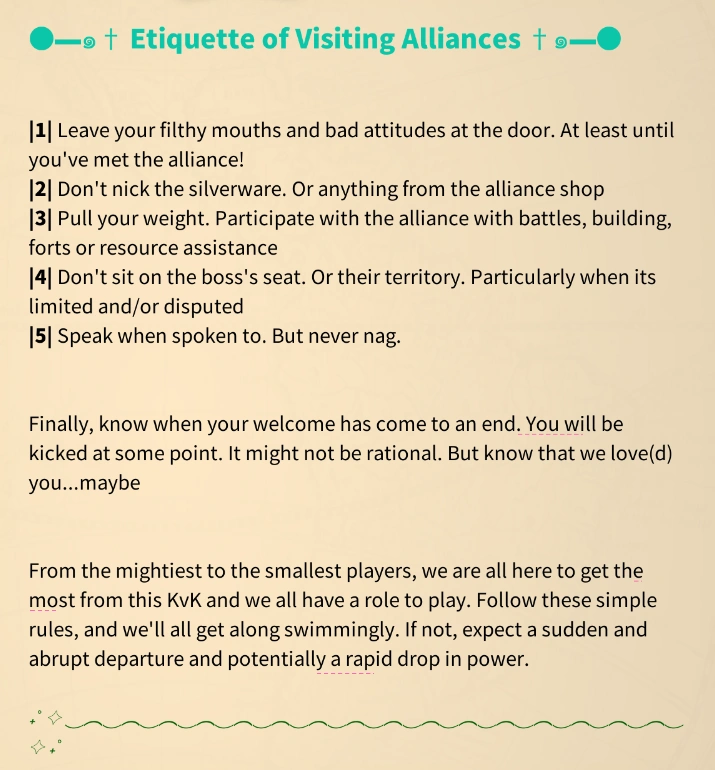 ●━๑ † Etiquette of Visiting Alliances † ๑━●
|1| Leave your filthy mouths and bad attitudes at the door. At least until
you've met the alliance!
|2| Don't nick the silverware. Or anything from the alliance shop
|3| Pull your weight. Participate with the alliance with battles, building,
forts or resource assistance
|4| Don't sit on the boss's seat. Or their territory. Particularly when its
limited and/or disputed
|5| Speak when spoken to. But never nag.
Finally, know when your welcome has come to an end. You will be
kicked at some point. It might not be rational. But know that we love(d)
you...maybe
From the mightiest to the smallest players, we are all here to get the
most from this KvK and we all have a role to play. Follow these simple
rules, and we'll all get along swimmingly. If not, expect a sudden and
abrupt departure and potentially a rapid drop in power.